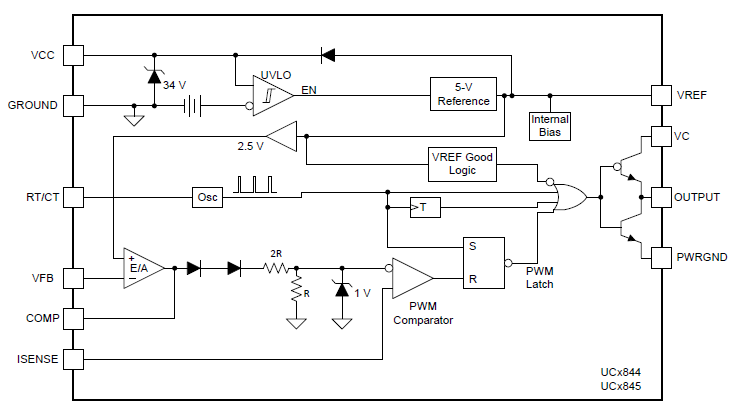 VCC
34 V
UVLO
EN
5-V
Reference
GROUND
VREF
Internal
Bias
VC
2.5 V
VREF Good
Logic
RT/CT
Osc
T
OUTPUT
S
R
PWM
Latch
+
E/A
−
2R
R
1 V
PWM
Comparator
VFB
COMP
PWRGND
ISENSE
UCx844
UCx845